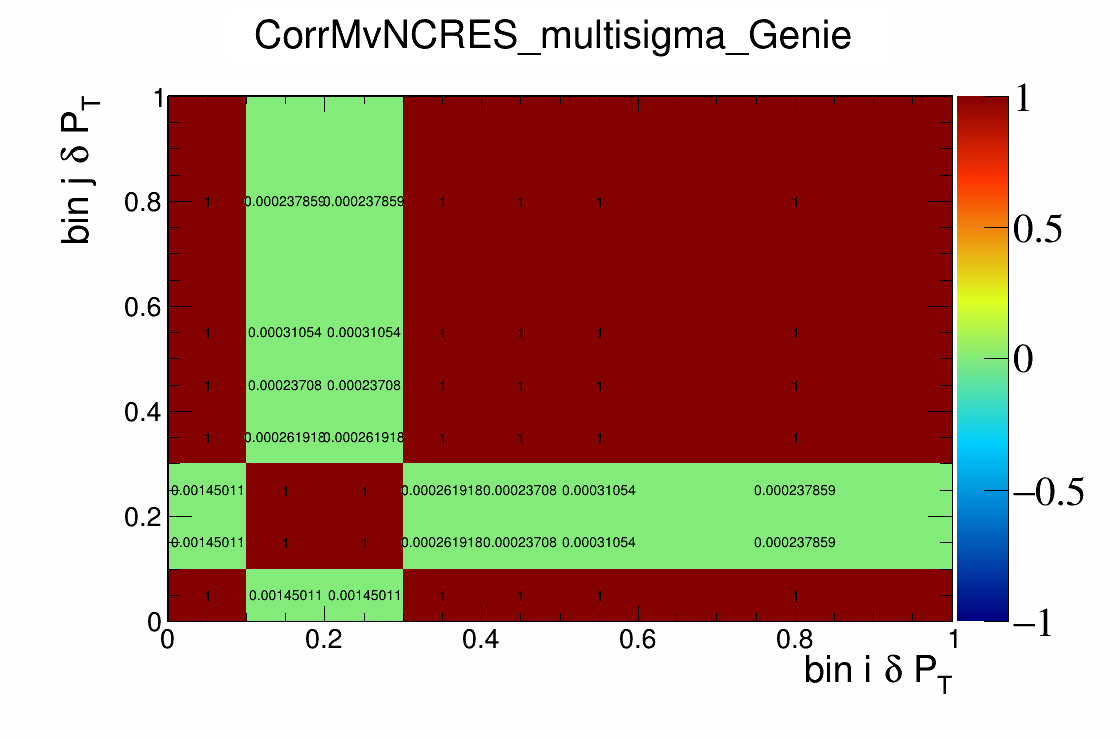 CorrMvNCRES_multisigma_Genie
bin j δ P_T
1
0.8
0.6
0.4
0.2
0
1 0.000237859 0.000237859 1 1 1 1
1 0.00031054 0.00031054 1 1 1 1
1 0.00023708 0.00023708 1 1 1 1
1 0.000261918 0.000261918 1 1 1 1
0.00145011 1 1 0.000261918 0.00023708 0.00031054 0.000237859
0.00145011 1 1 0.000261918 0.00023708 0.00031054 0.000237859
1 0.00145011 0.00145011 1 1 1 1
0 0.2 0.4 0.6 0.8 1
bin i δ P_T
1
0.5
0
−0.5
−1